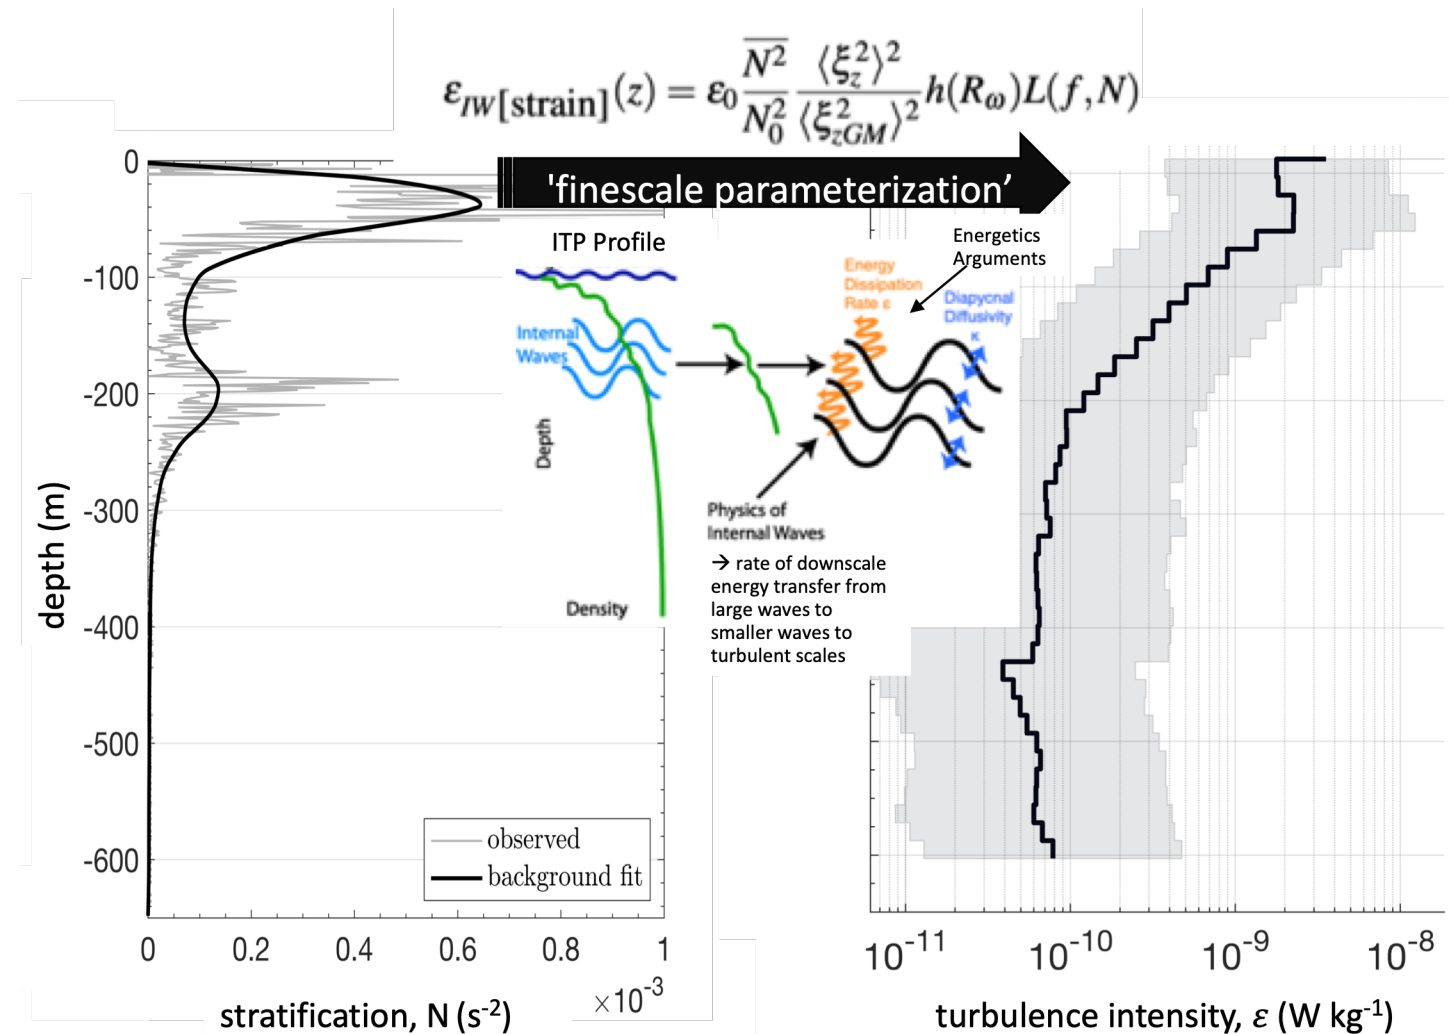 ε_IW[strain](z) = ε₀ \overline{N²}/N₀² ⟨ξ_z²⟩²/⟨ξ_zGM²⟩² h(R_ω)L(f,N)
'finescale parameterization’
0
-100
-200
-300
-400
-500
-600
depth (m)
0 0.2 0.4 0.6 0.8 1
×10⁻³
stratification, N (s⁻²)
observed
background fit
ITP Profile
Internal
Waves
Depth
Density
Energy
Dissipation
Rate ε
Energetics
Arguments
Diapycnal
Diffusivity
κ
Physics of
Internal Waves
→ rate of downscale
energy transfer from
large waves to
smaller waves to
turbulent scales
10⁻¹¹ 10⁻¹⁰ 10⁻⁹ 10⁻⁸
turbulence intensity, ε (W kg⁻¹)